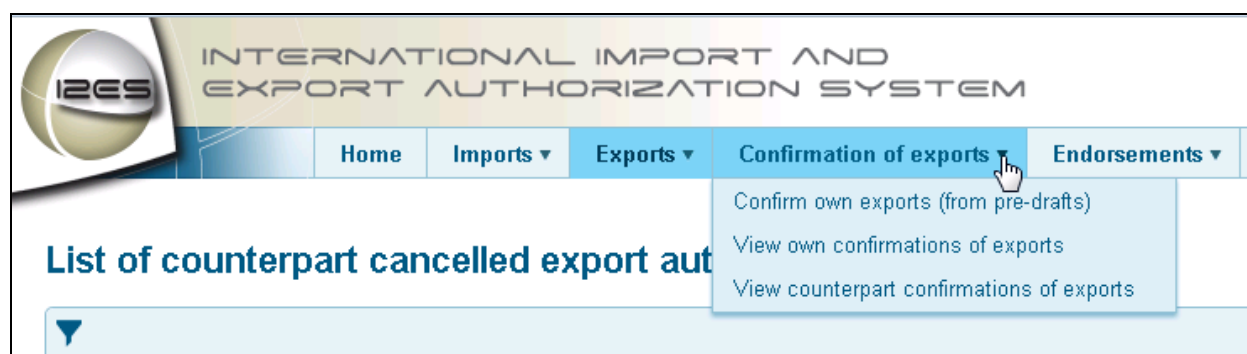 I2ES
INTERNATIONAL IMPORT AND
EXPORT AUTHORIZATION SYSTEM
Home Imports ▾ Exports ▾ Confirmation of exports ▾ Endorsements ▾
Confirm own exports (from pre-drafts)
View own confirmations of exports
List of counterpart cancelled export aut
View counterpart confirmations of exports